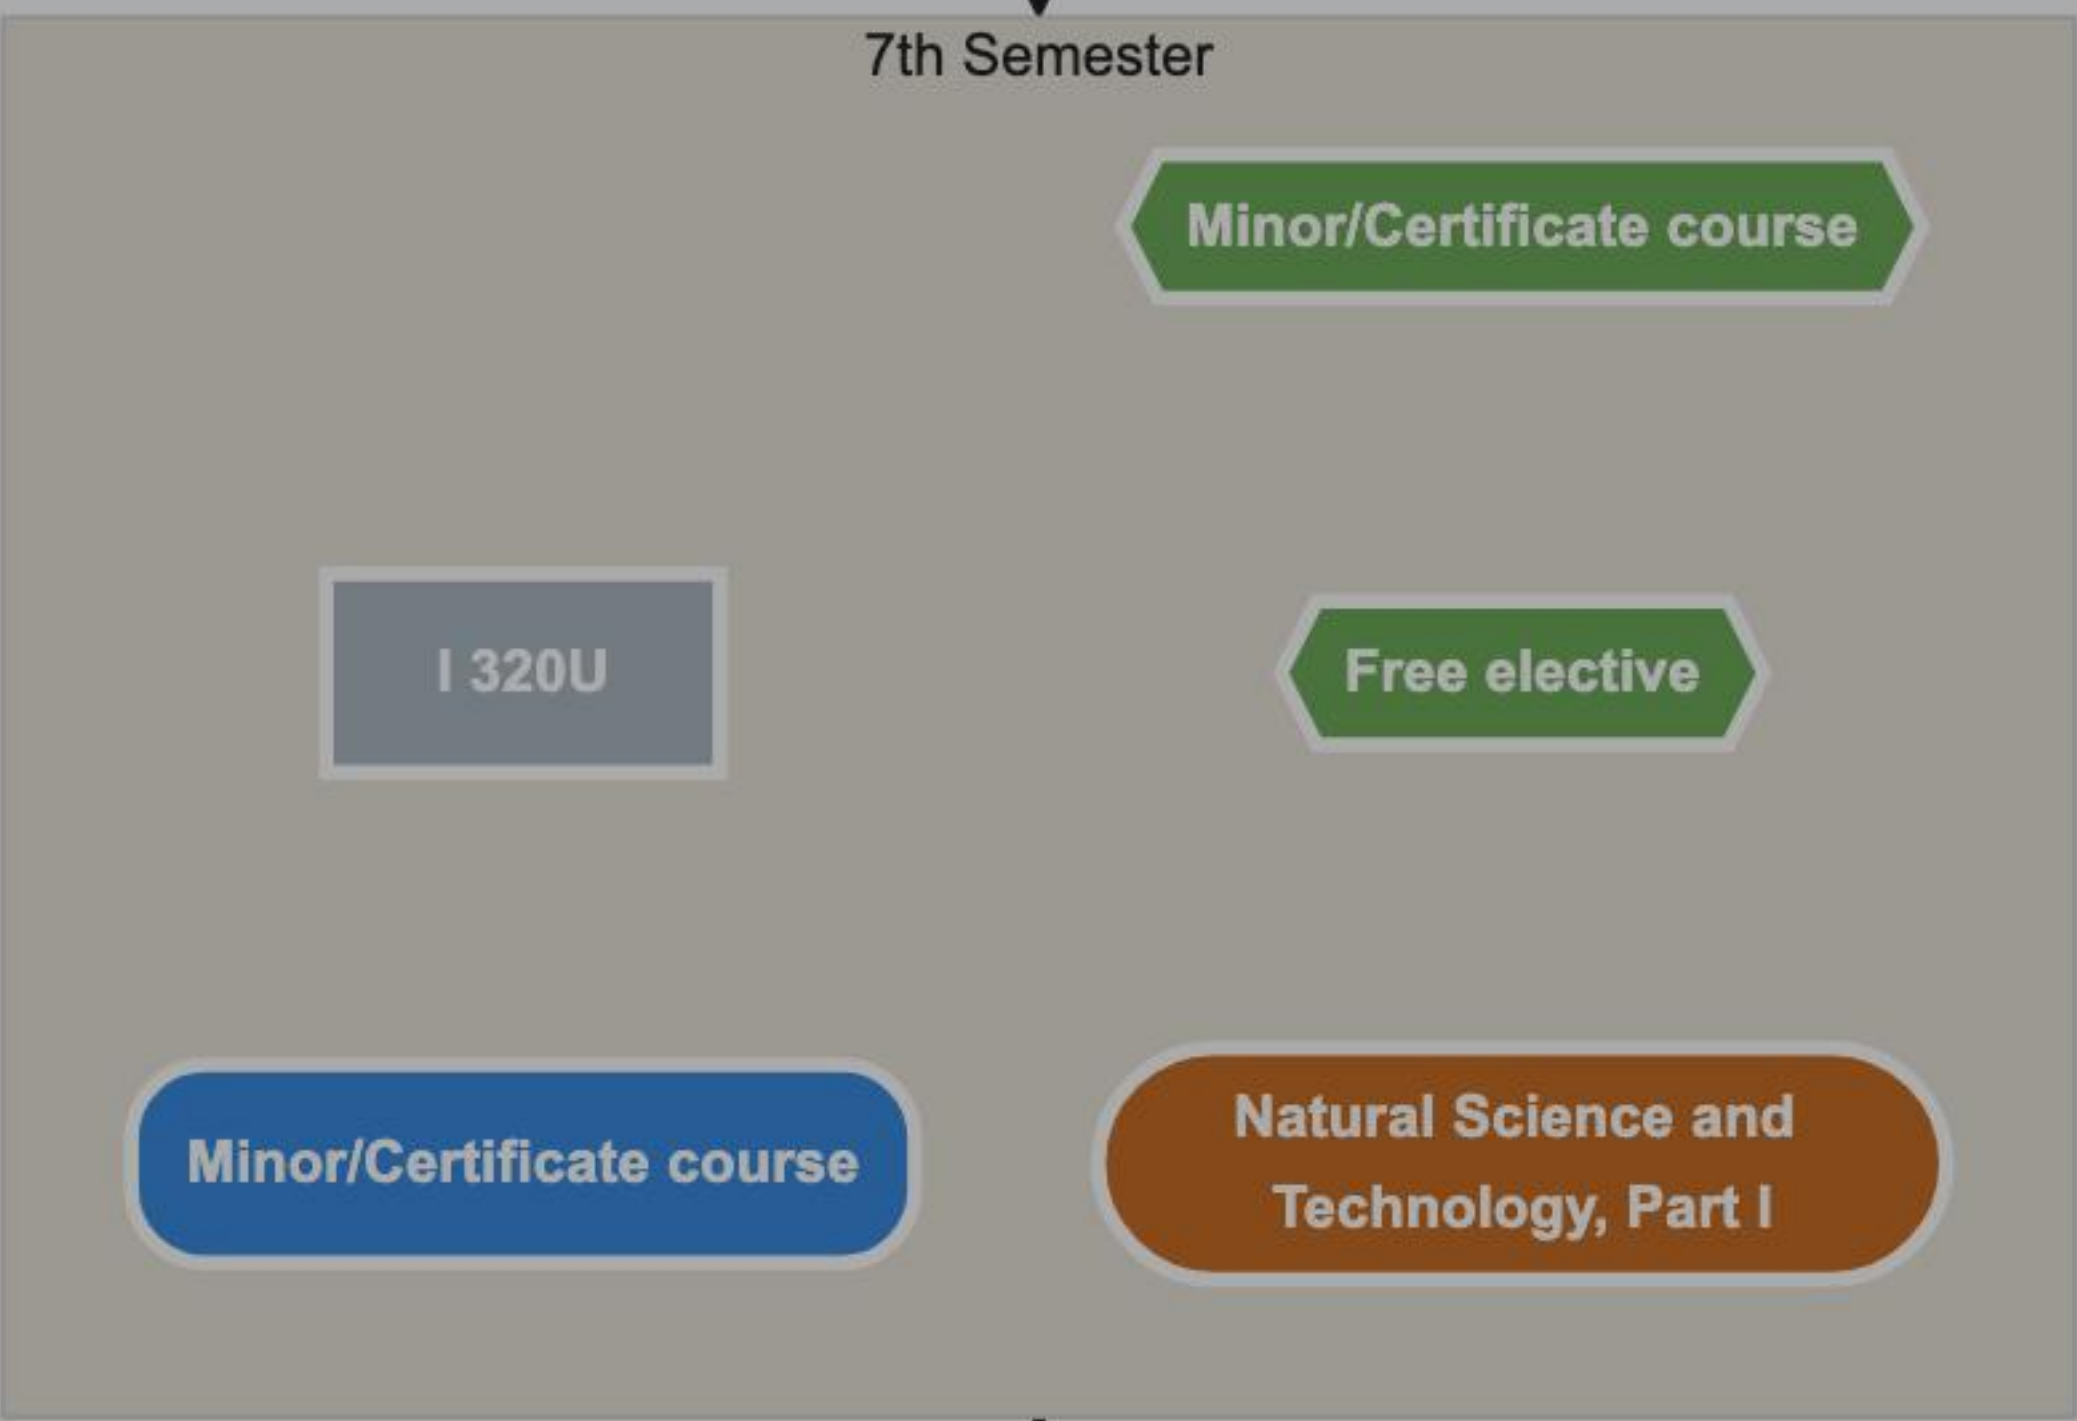 7th Semester
Minor/Certificate course
I 320U
Free elective
Minor/Certificate course
Natural Science and
Technology, Part I